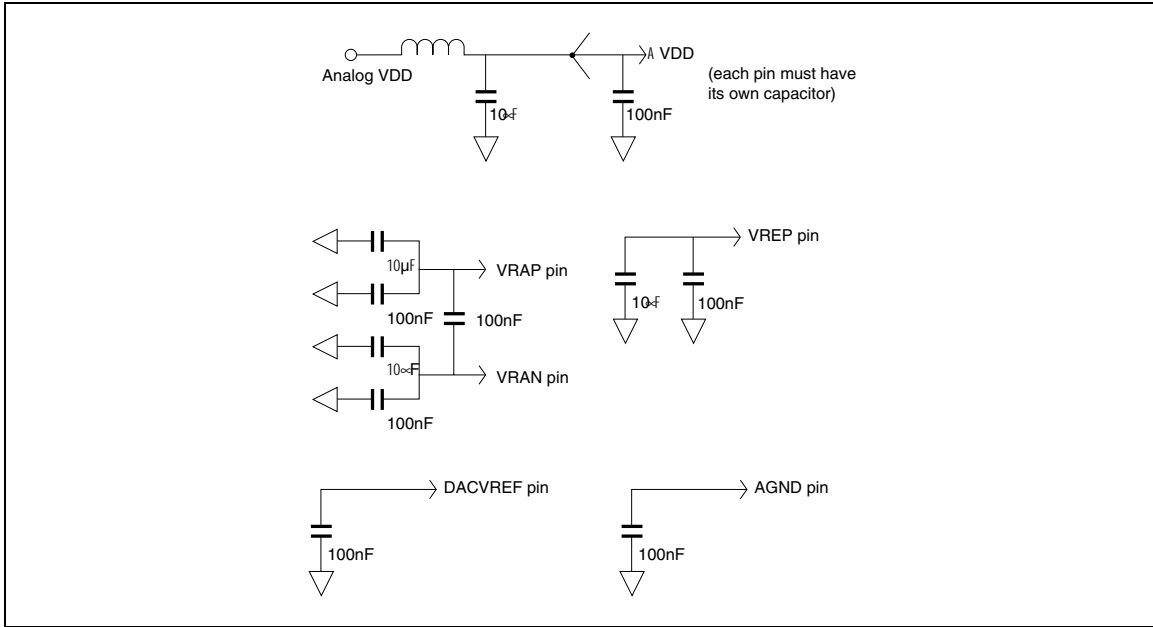 Analog VDD
A VDD
(each pin must have
its own capacitor)
10∝F
100nF
10µF
VRAP pin
100nF
100nF
10∝F
VRAN pin
100nF
VREP pin
10∝F
100nF
DACVREF pin
100nF
AGND pin
100nF